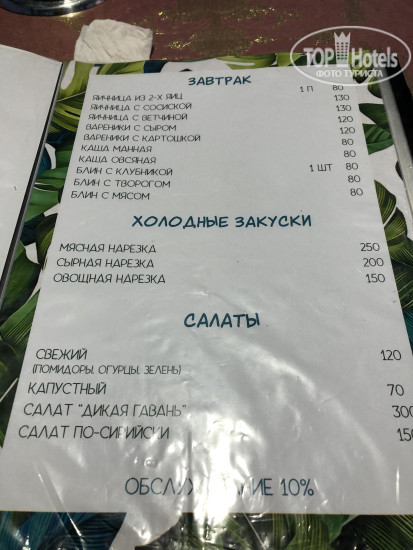 TOP Hotels
ФОТО ТУРИСТА
ЗАВТРАК
ЯИЧНИЦА ИЗ 2-Х ЯИЦ 1 П 80
ЯИЧНИЦА С СОСИСКОЙ 130
ЯИЧНИЦА С ВЕТЧИНОЙ 130
ВАРЕНИКИ С СЫРОМ 120
ВАРЕНИКИ С КАРТОШКОЙ 120
КАША МАННАЯ 80
КАША ОВСЯНАЯ 80
БЛИН С КЛУБНИКОЙ 1 ШТ 80
БЛИН С ТВОРОГОМ 80
БЛИН С МЯСОМ 80
ХОЛОДНЫЕ ЗАКУСКИ
МЯСНАЯ НАРЕЗКА 250
СЫРНАЯ НАРЕЗКА 200
ОВОЩНАЯ НАРЕЗКА 150
САЛАТЫ
СВЕЖИЙ 120
(ПОМИДОРЫ, ОГУРЦЫ, ЗЕЛЕНЬ)
КАПУСТНЫЙ 70
САЛАТ "ДИКАЯ ГАВАНЬ" 300
САЛАТ ПО-СИРИЙСКИ 150
10%